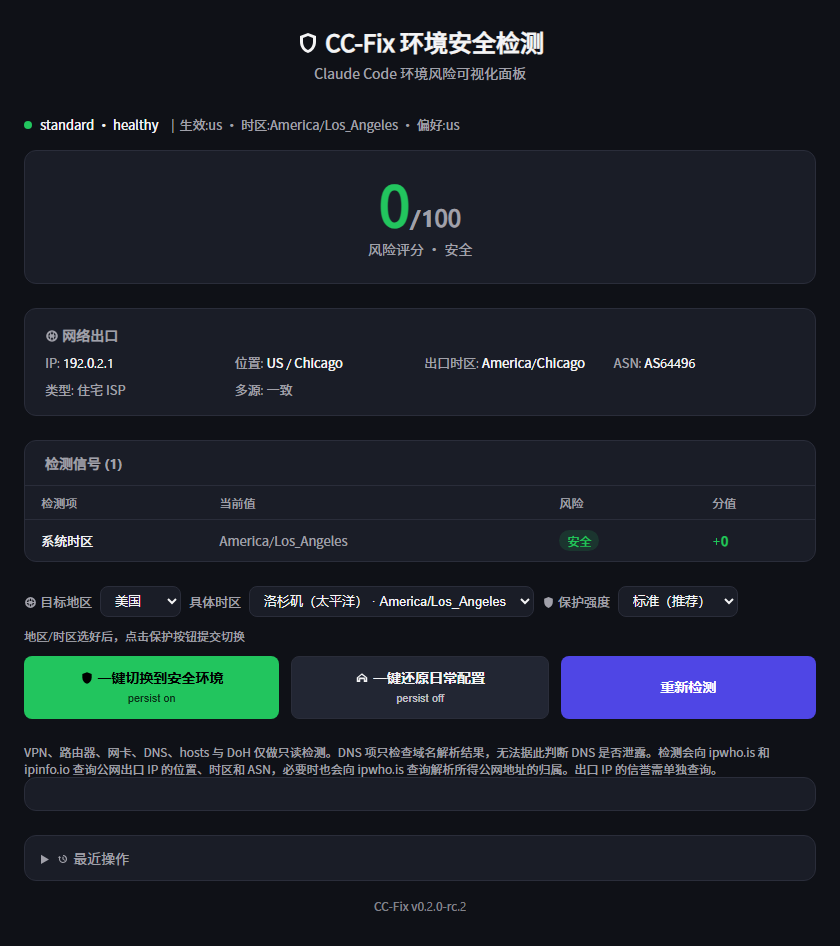 CC-Fix 环境安全检测
Claude Code 环境风险可视化面板
standard · healthy | 生效:us · 时区:America/Los_Angeles · 偏好:us
0/100
风险评分 · 安全
网络出口
IP: 192.0.2.1 位置: US / Chicago 出口时区: America/Chicago ASN: AS64496
类型: 住宅 ISP 多源: 一致
检测信号 (1)
检测项 当前值 风险 分值
系统时区 America/Los_Angeles 安全 +0
目标地区 美国 具体时区 洛杉矶（太平洋） · America/Los_Angeles 保护强度 标准（推荐）
地区/时区选好后，点击保护按钮提交切换
一键切换到安全环境 一键还原日常配置 重新检测
persist on persist off
VPN、路由器、网卡、DNS、hosts 与 DoH 仅做只读检测。DNS 项只检查域名解析结果，无法据此判断 DNS 是否泄露。检测会向 ipwho.is 和
ipinfo.io 查询公网出口 IP 的位置、时区和 ASN，必要时也会向 ipwho.is 查询解析所得公网地址的归属。出口 IP 的信誉需单独查询。
最近操作
CC-Fix v0.2.0-rc.2